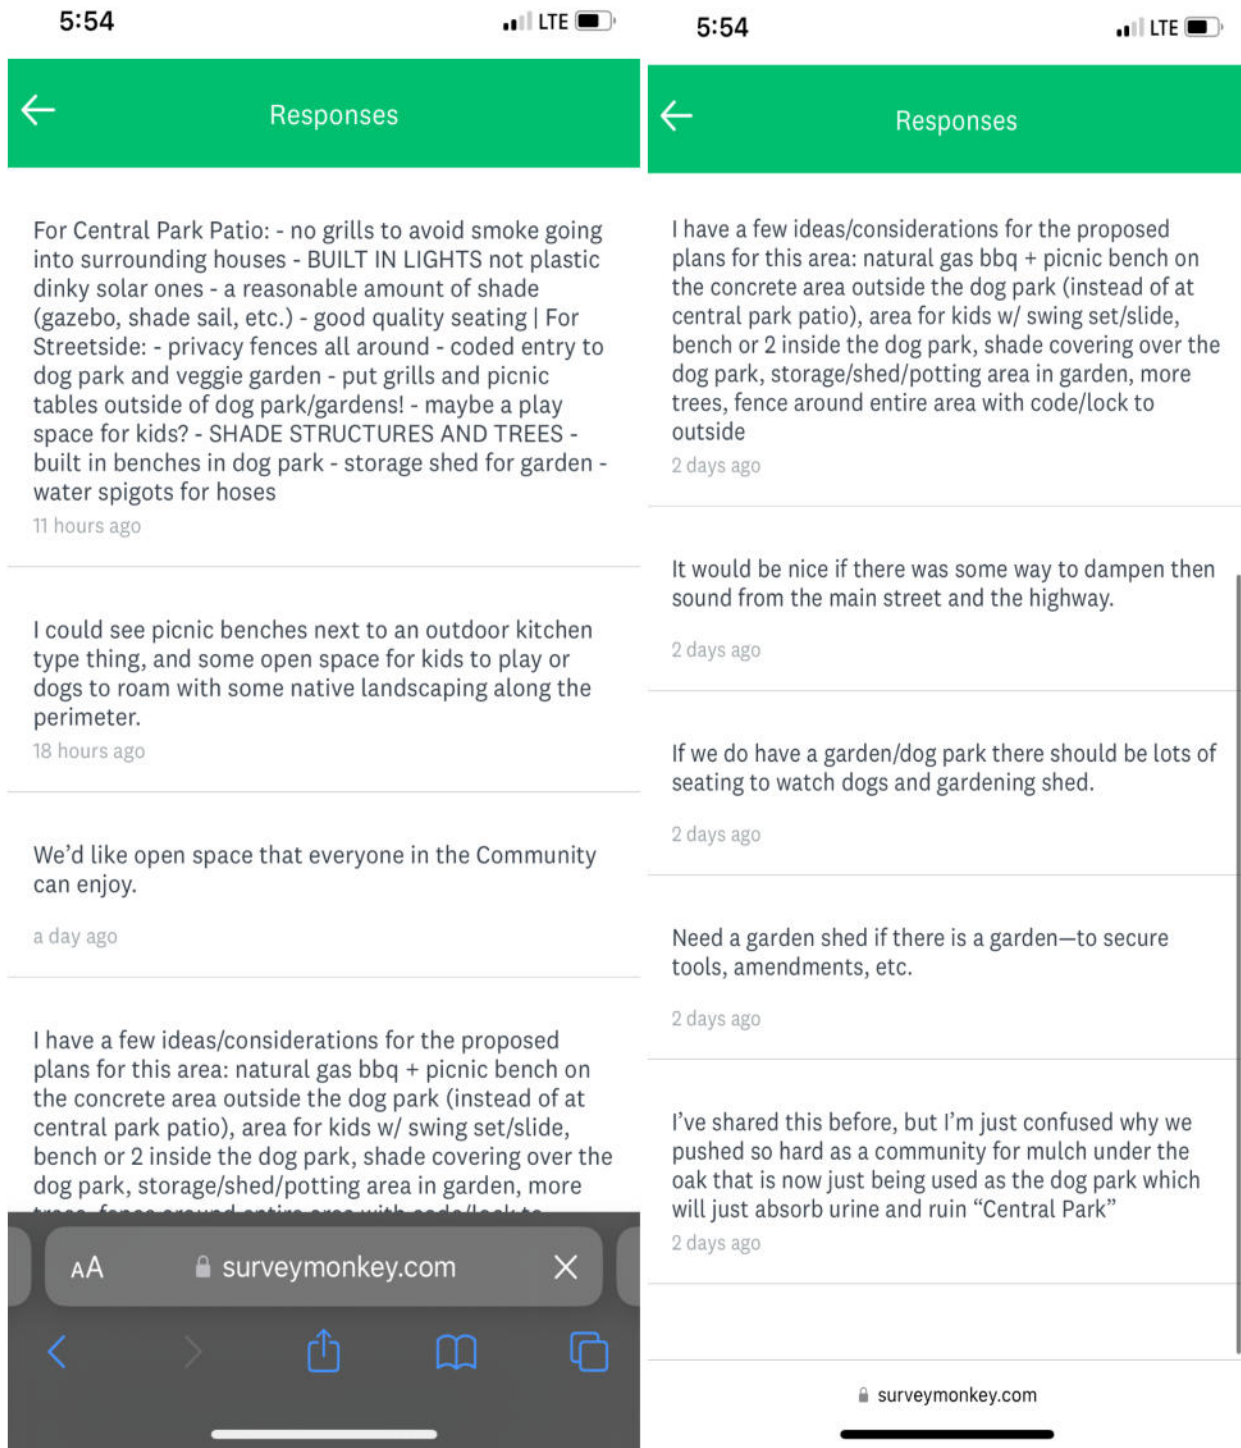 5:54
LTE
Responses
For Central Park Patio: - no grills to avoid smoke going
into surrounding houses - BUILT IN LIGHTS not plastic
dinky solar ones - a reasonable amount of shade
(gazebo, shade sail, etc.) - good quality seating | For
Streetside: - privacy fences all around - coded entry to
dog park and veggie garden - put grills and picnic
tables outside of dog park/gardens! - maybe a play
space for kids? - SHADE STRUCTURES AND TREES -
built in benches in dog park - storage shed for garden -
water spigots for hoses
11 hours ago
I could see picnic benches next to an outdoor kitchen
type thing, and some open space for kids to play or
dogs to roam with some native landscaping along the
perimeter.
18 hours ago
We'd like open space that everyone in the Community
can enjoy.
a day ago
I have a few ideas/considerations for the proposed
plans for this area: natural gas bbq + picnic bench on
the concrete area outside the dog park (instead of at
central park patio), area for kids w/ swing set/slide,
bench or 2 inside the dog park, shade covering over the
dog park, storage/shed/potting area in garden, more
trees, fence around entire area with code/lock to
AA
surveymonkey.com
5:54
LTE
Responses
I have a few ideas/considerations for the proposed
plans for this area: natural gas bbq + picnic bench on
the concrete area outside the dog park (instead of at
central park patio), area for kids w/ swing set/slide,
bench or 2 inside the dog park, shade covering over the
dog park, storage/shed/potting area in garden, more
trees, fence around entire area with code/lock to
outside
2 days ago
It would be nice if there was some way to dampen then
sound from the main street and the highway.
2 days ago
If we do have a garden/dog park there should be lots of
seating to watch dogs and gardening shed.
2 days ago
Need a garden shed if there is a garden—to secure
tools, amendments, etc.
2 days ago
I've shared this before, but I'm just confused why we
pushed so hard as a community for mulch under the
oak that is now just being used as the dog park which
will just absorb urine and ruin “Central Park”
2 days ago
surveymonkey.com